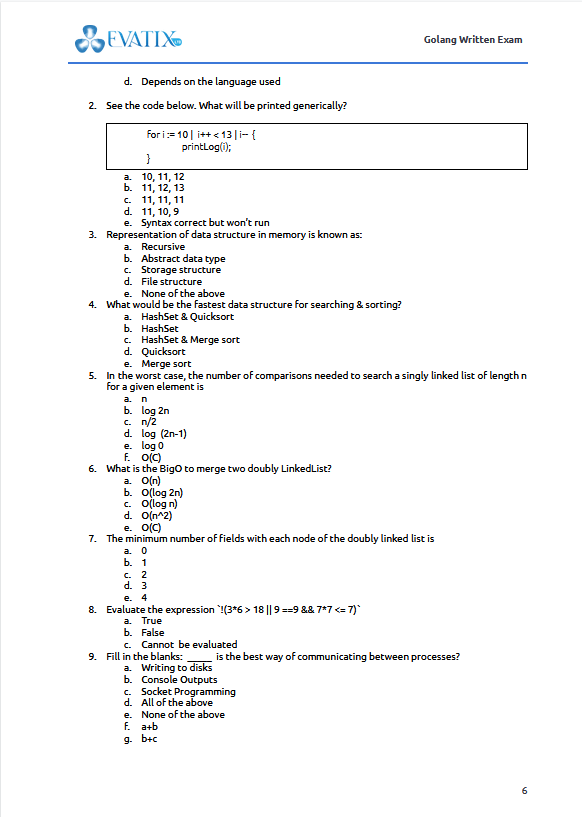 EVATIX
Golang Written Exam
d. Depends on the language used
2. See the code below. What will be printed generically?
for i := 10 | i++ < 13 | i-- {
printLog(i);
}
a. 10, 11, 12
b. 11, 12, 13
c. 11, 11, 11
d. 11, 10, 9
e. Syntax correct but won't run
3. Representation of data structure in memory is known as:
a. Recursive
b. Abstract data type
c. Storage structure
d. File structure
e. None of the above
4. What would be the fastest data structure for searching & sorting?
a. HashSet & Quicksort
b. HashSet
c. HashSet & Merge sort
d. Quicksort
e. Merge sort
5. In the worst case, the number of comparisons needed to search a singly linked list of length n
for a given element is
a. n
b. log 2n
c. n/2
d. log (2n-1)
e. log 0
f. O(C)
6. What is the BigO to merge two doubly LinkedList?
a. O(n)
b. O(log 2n)
c. O(log n)
d. O(n^2)
e. O(C)
7. The minimum number of fields with each node of the doubly linked list is
a. 0
b. 1
c. 2
d. 3
e. 4
8. Evaluate the expression `!(3*6 > 18 || 9 ==9 && 7*7 <= 7)`
a. True
b. False
c. Cannot be evaluated
9. Fill in the blanks: _____ is the best way of communicating between processes?
a. Writing to disks
b. Console Outputs
c. Socket Programming
d. All of the above
e. None of the above
f. a+b
g. b+c
6